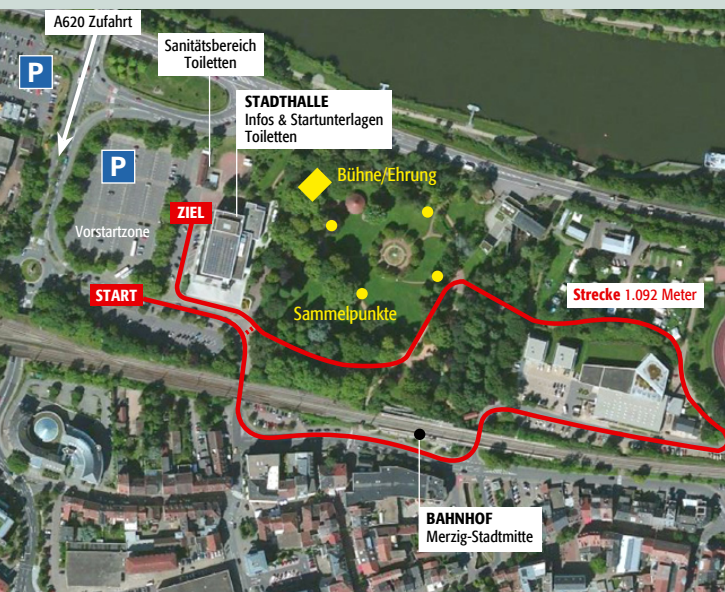 A620 Zufahrt
P
Sanitätsbereich
Toiletten
STADTHALLE
Infos & Startunterlagen
Toiletten
P
Bühne/Ehrung
ZIEL
Vorstartzone
START
Strecke 1.092 Meter
Sammelpunkte
BAHNHOF
Merzig-Stadtmitte